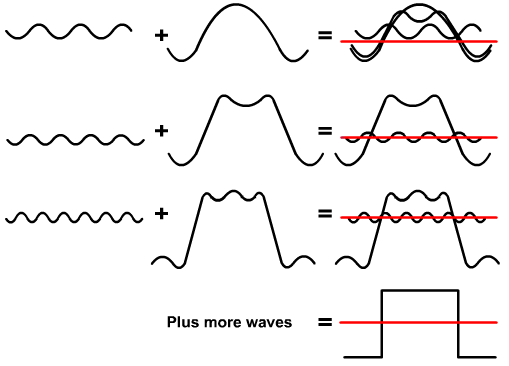 + =
+ =
+ =
Plus more waves =